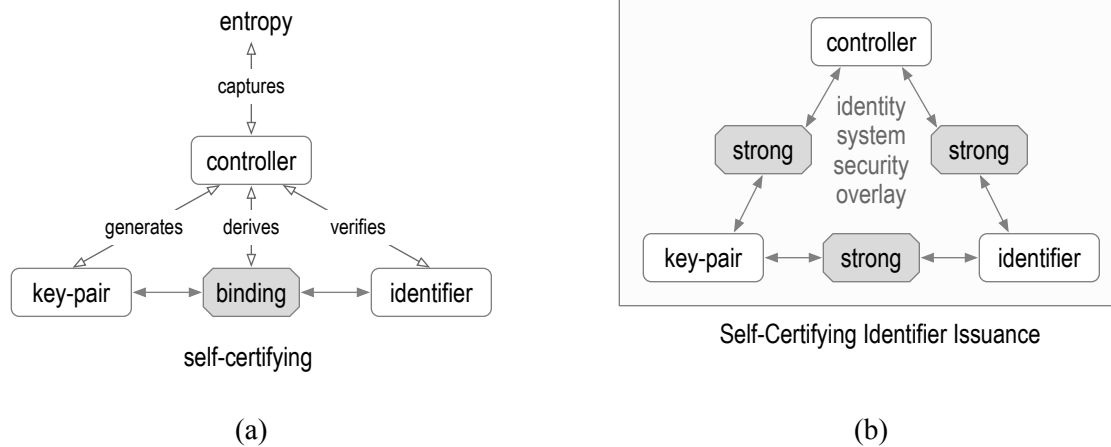 entropy
captures
controller
generates
derives
verifies
key-pair
binding
identifier
self-certifying
(a)
controller
identity
system
security
overlay
strong
strong
key-pair
strong
identifier
Self-Certifying Identifier Issuance
(b)